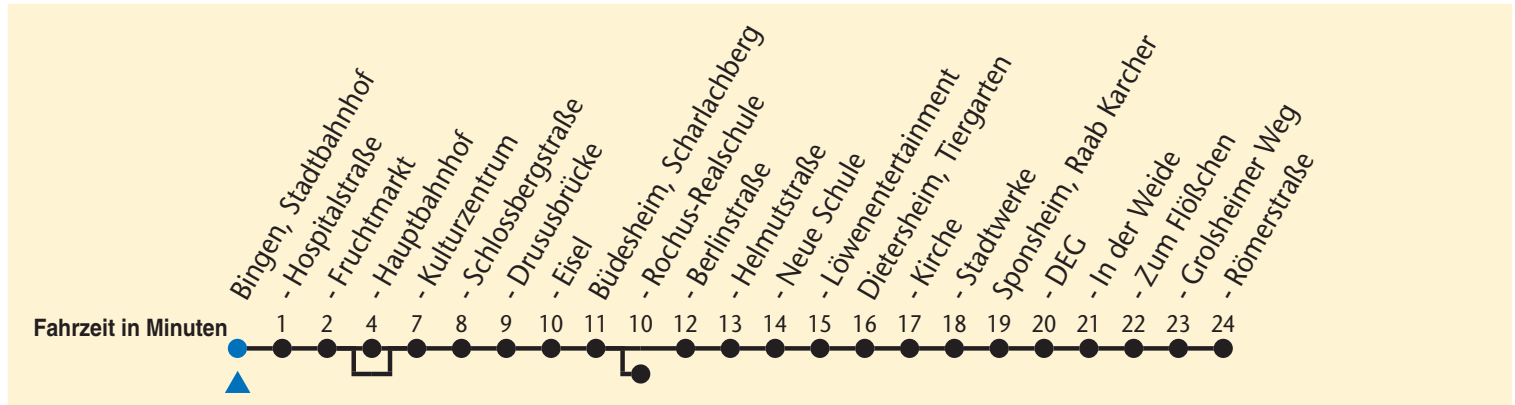 Bingen, Stadtbahnhof
- Hospitalstraße
- Fruchtmarkt
- Hauptbahnhof
- Kulturzentrum
- Schlossbergstraße
- Drususbrücke
- Eisel
Büdesheim, Scharlachberg
- Rochus-Realschule
- Berlinstraße
- Helmutstraße
- Neue Schule
- Löwenentertainment
Dietersheim, Tiergarten
- Kirche
- Stadtwerke
Sponsheim, Raab Karcher
- DEG
- In der Weide
- Zum Flößchen
- Grolsheimer Weg
- Römerstraße
Fahrzeit in Minuten 1 2 4 7 8 9 10 11 10 12 13 14 15 16 17 18 19 20 21 22 23 24